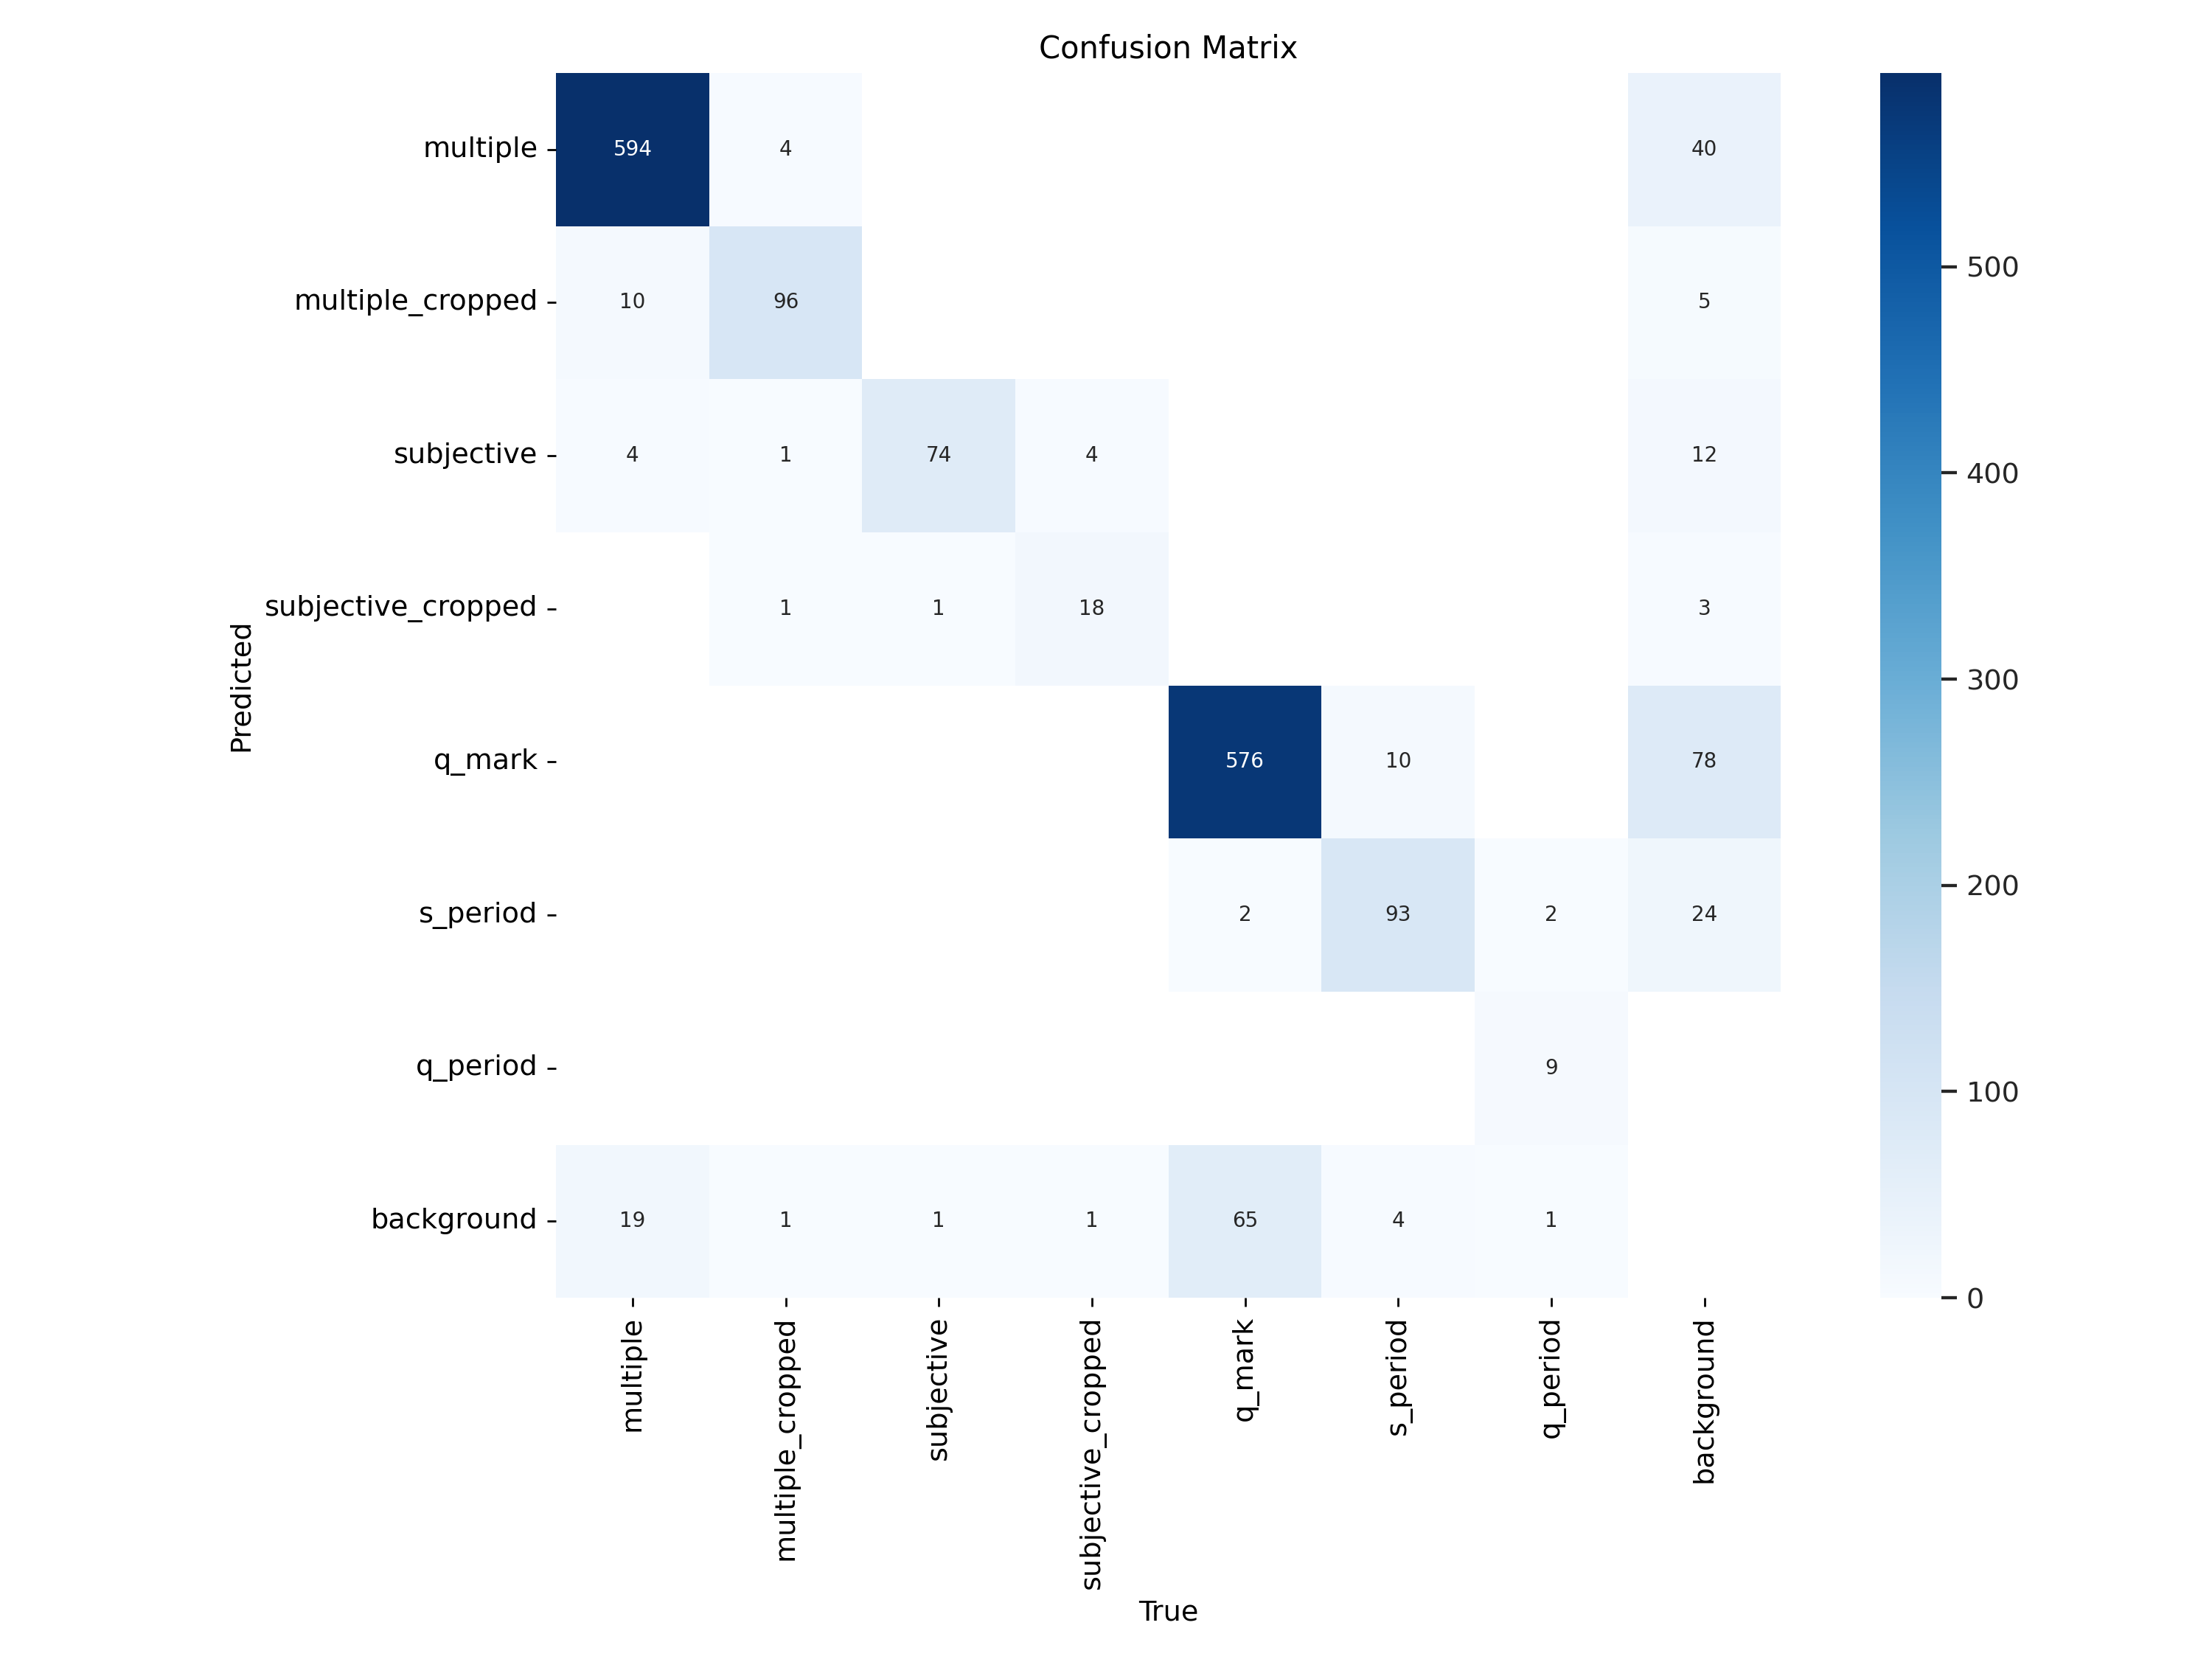 Confusion Matrix
multiple 594 4 40
multiple_cropped 10 96 5
subjective 4 1 74 4 12
subjective_cropped 1 1 18 3
q_mark 576 10 78
s_period 2 93 2 24
q_period 9
background 19 1 1 1 65 4 1
Predicted
multiple
multiple_cropped
subjective
subjective_cropped
q_mark
s_period
q_period
background
True
500
400
300
200
100
0